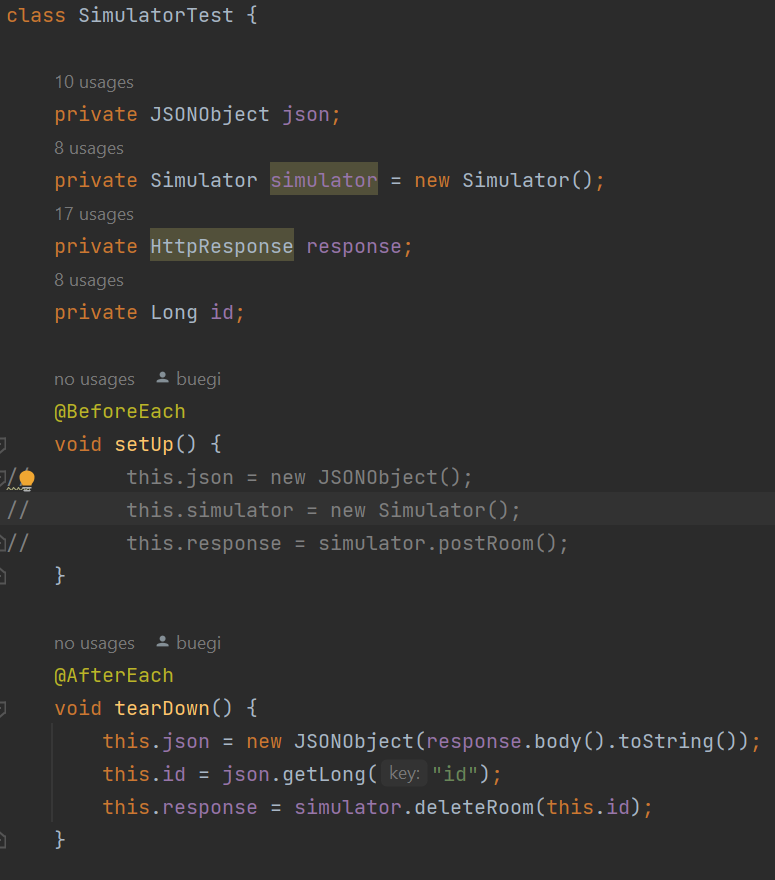 class SimulatorTest {
10 usages
private JSONObject json;
8 usages
private Simulator simulator = new Simulator();
17 usages
private HttpResponse response;
8 usages
private Long id;
no usages buegi
@BeforeEach
void setUp() {
// this.json = new JSONObject();
// this.simulator = new Simulator();
// this.response = simulator.postRoom();
}
no usages buegi
@AfterEach
void tearDown() {
this.json = new JSONObject(response.body().toString());
this.id = json.getLong( key: "id");
this.response = simulator.deleteRoom(this.id);
}